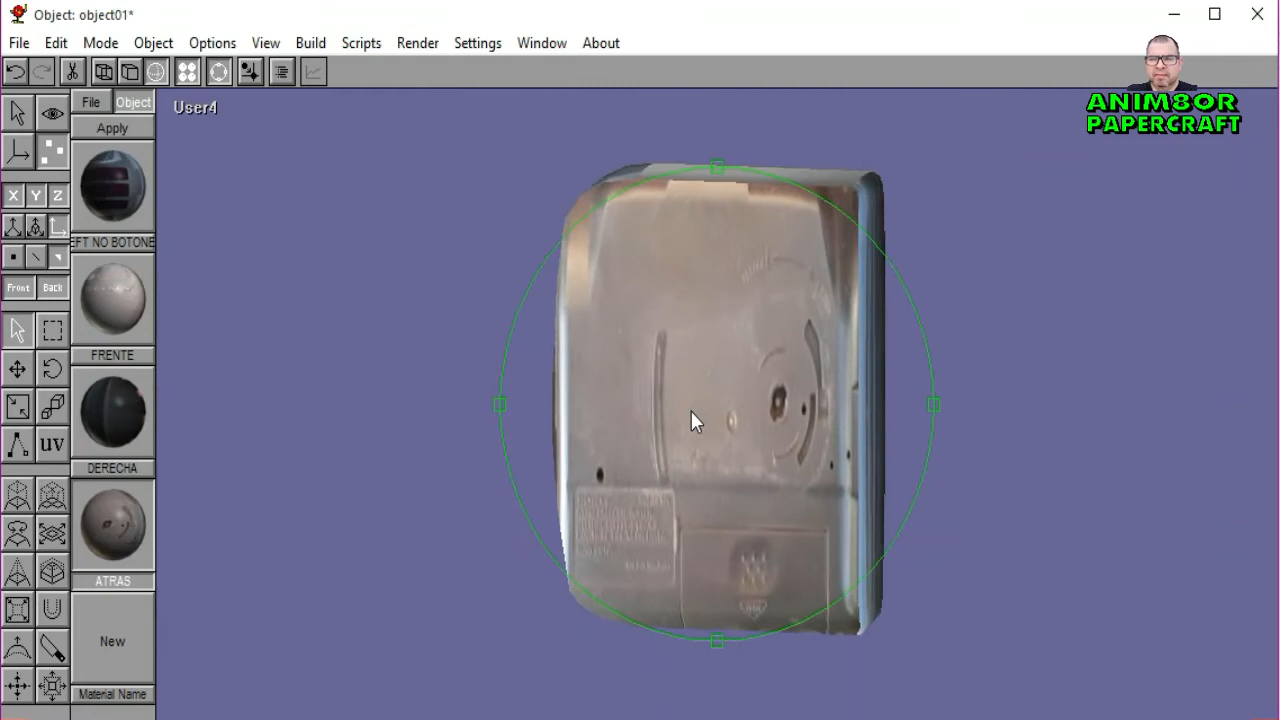 Object: object01*
File Edit Mode Object Options View Build Scripts Render Settings Window About
ANIM8OR
PAPERCRAFT
File Object
User4
Apply
X Y Z
EFT NO BOTONE
Front Back
FRENTE
uv
DERECHA
ATRAS
New
Material Name